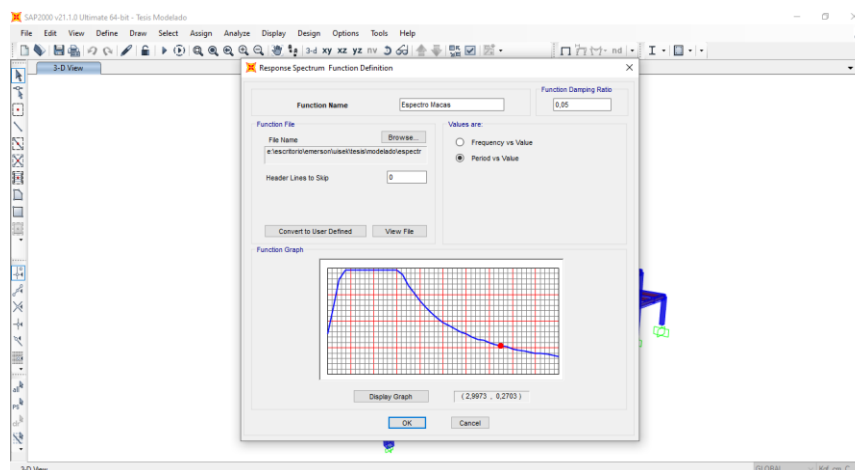 SAP2000 v21.1.0 Ultimate 64-bit - Tesis Modelado
File Edit View Define Draw Select Assign Analyze Display Design Options Tools Help
3-d xy xz yz nv
nd
3-D View
Response Spectrum Function Definition
Function Damping Ratio
Function Name
Espectro Macas
0,05
Function File
Values are:
File Name
Browse...
Frequency vs Value
e:\escritorio\emerson\uisek\tesis\modelado\espectr
Period vs Value
Header Lines to Skip
0
Convert to User Defined
View File
Function Graph
Display Graph
( 2,9973 , 0,2703 )
OK
Cancel
3-D View
GLOBAL
Kgf, cm, C